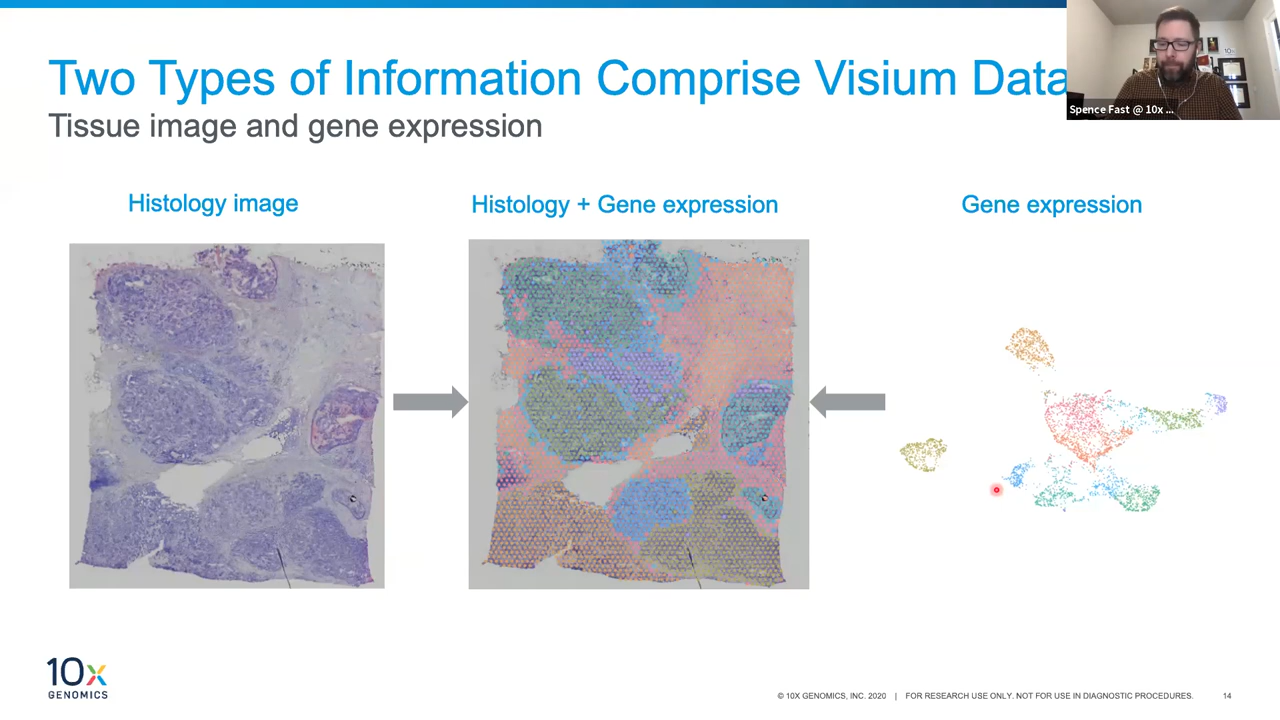 Two Types of Information Comprise Visium Data
Tissue image and gene expression
Spence Fast @ 10x ...
Histology image
Histology + Gene expression
Gene expression
10x
GENOMICS
© 10X GENOMICS, INC. 2020 | FOR RESEARCH USE ONLY. NOT FOR USE IN DIAGNOSTIC PROCEDURES.
14